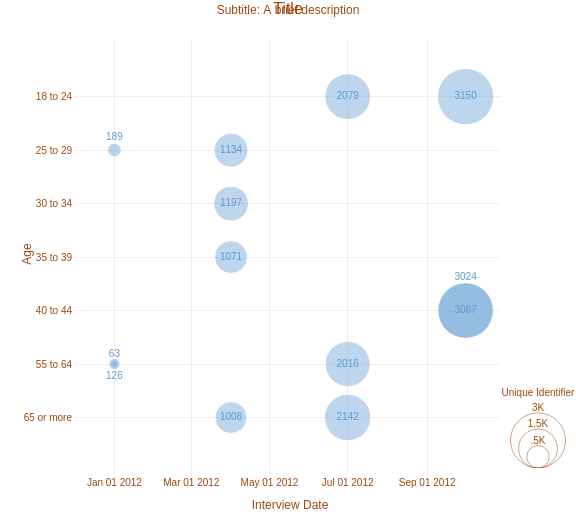 Title
Subtitle: A brief description
18 to 24
2079
3150
189
25 to 29
1134
30 to 34
1197
Age
35 to 39
1071
3024
40 to 44
3087
63
55 to 64
2016
126
65 or more
1008
2142
Unique Identifier
3K
1.5K
.5K
Jan 01 2012
Mar 01 2012
May 01 2012
Jul 01 2012
Sep 01 2012
Interview Date